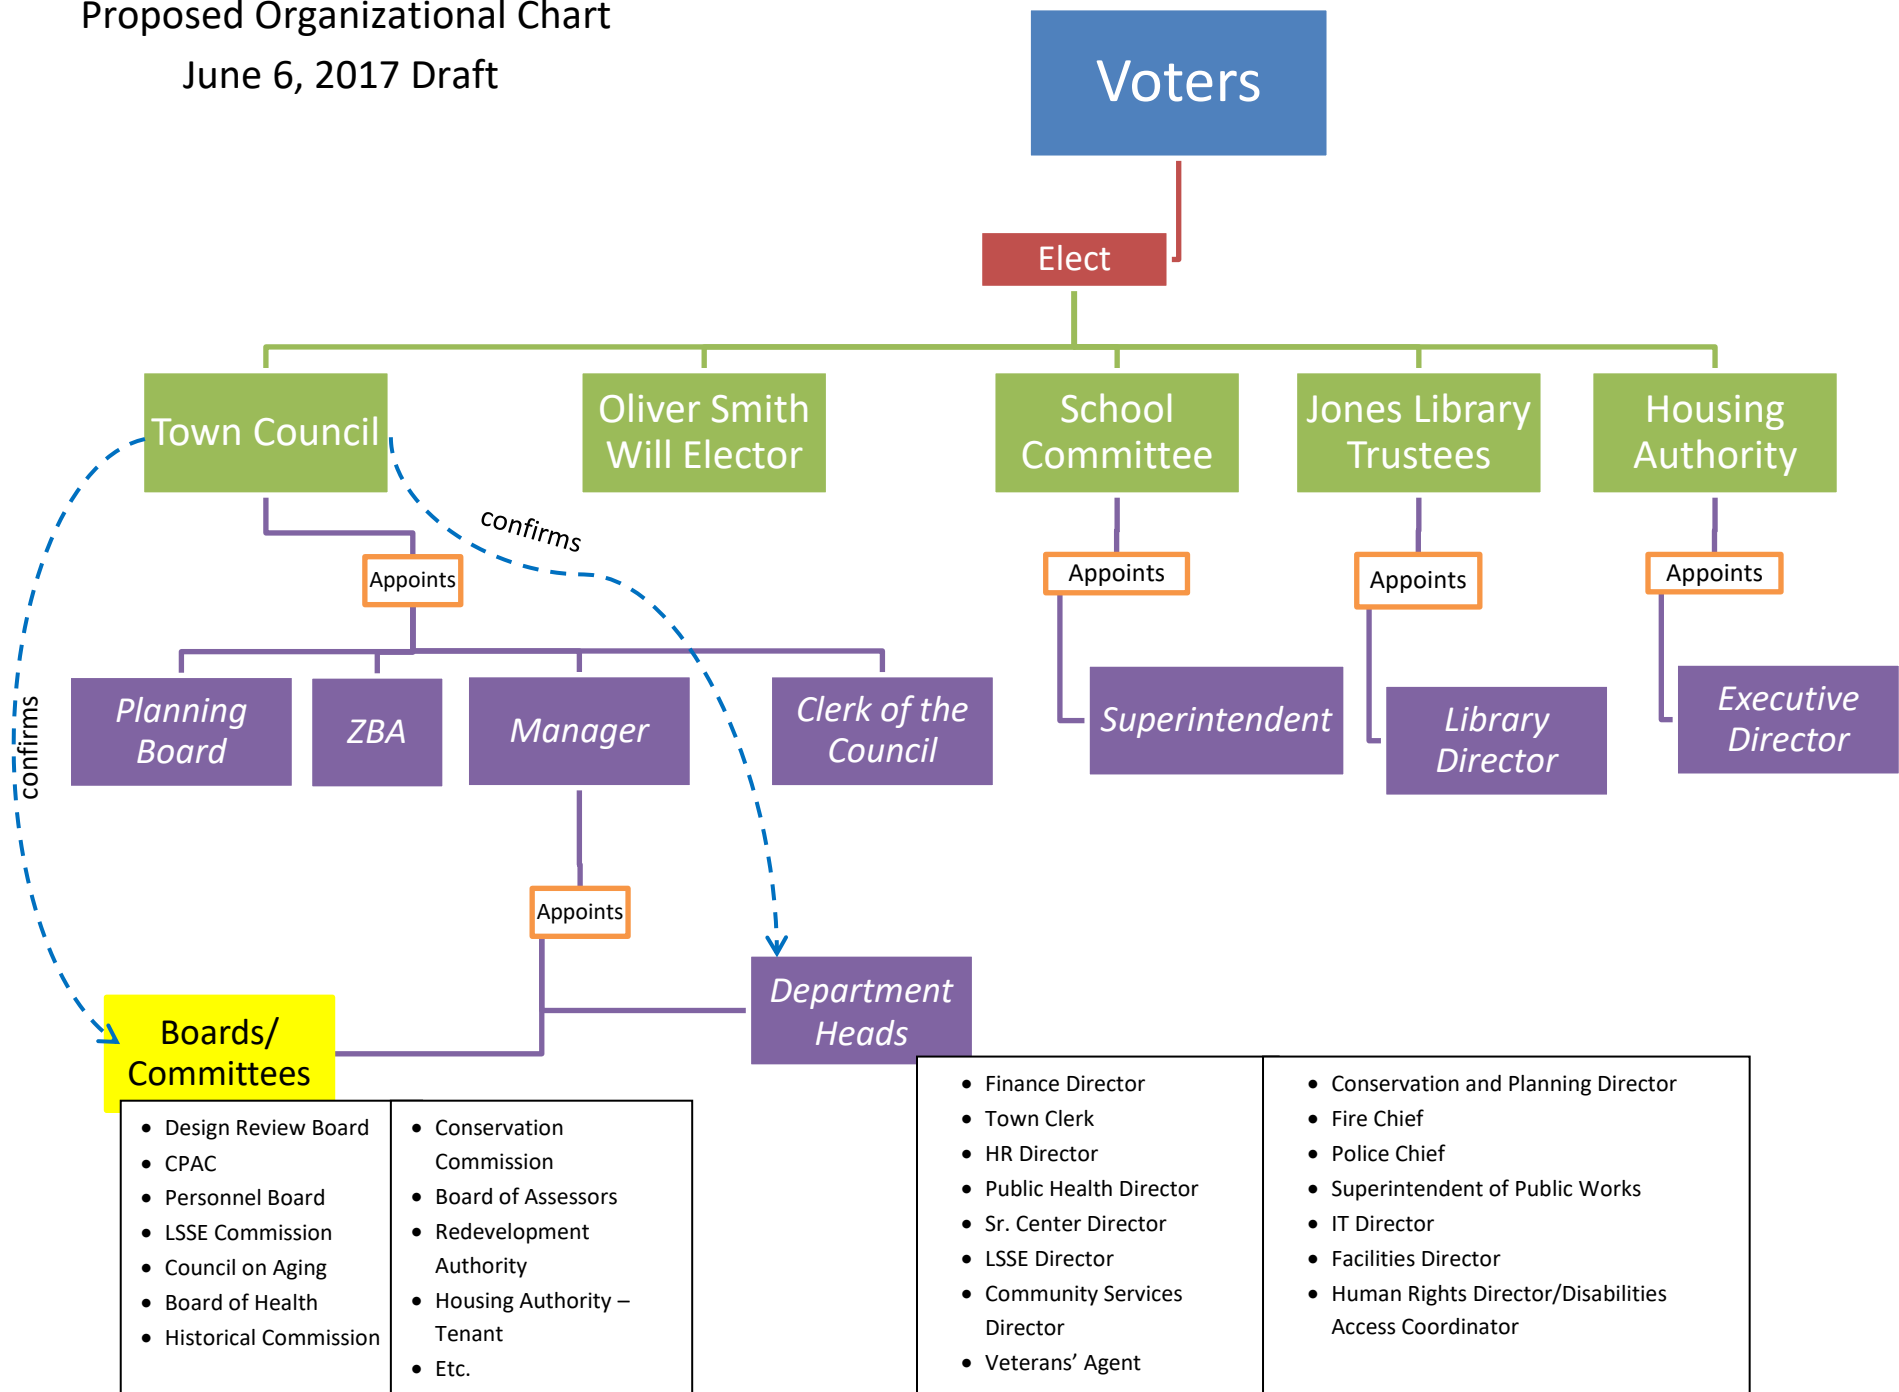 Proposed Organizational Chart
June 6, 2017 Draft
Voters
Elect
Town Council
Oliver Smith
Will Elector
School
Committee
Jones Library
Trustees
Housing
Authority
confirms
confirms
Appoints
Appoints
Appoints
Appoints
Planning
Board
ZBA
Manager
Clerk of the
Council
Superintendent
Library
Director
Executive
Director
Appoints
Boards/
Committees
Department
Heads
• Design Review Board
• CPAC
• Personnel Board
• LSSE Commission
• Council on Aging
• Board of Health
• Historical Commission
• Conservation
Commission
• Board of Assessors
• Redevelopment
Authority
• Housing Authority –
Tenant
• Etc.
• Finance Director
• Town Clerk
• HR Director
• Public Health Director
• Sr. Center Director
• LSSE Director
• Community Services
Director
• Veterans’ Agent
• Conservation and Planning Director
• Fire Chief
• Police Chief
• Superintendent of Public Works
• IT Director
• Facilities Director
• Human Rights Director/Disabilities
Access Coordinator